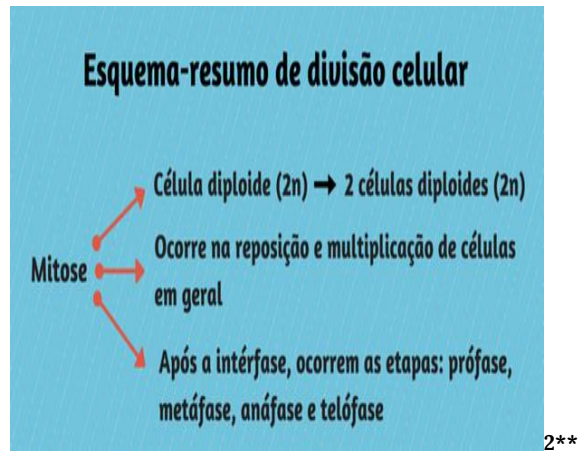 Esquema-resumo de divisão celular
Célula diploide (2n) → 2 células diploides (2n)
Mitose
Ocorre na reposição e multiplicação de células
em geral
Após a intérfase, ocorrem as etapas: prófase,
metáfase, anáfase e telófase
2**